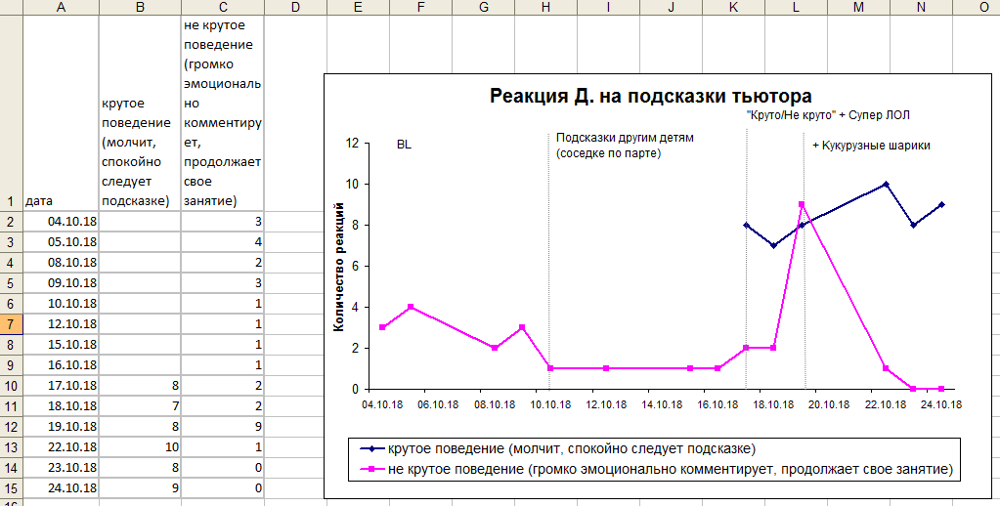 A B C D E F G H I J K L M N O
1 дата
крутое
поведение
(молчит,
спокойно
следует
подсказке)
не крутое
поведение
(громко
эмоциональ
но
комментиру
ет,
продолжает
свое
занятие)
2 04.10.18 3
3 05.10.18 4
4 08.10.18 2
5 09.10.18 3
6 10.10.18 1
7 12.10.18 1
8 15.10.18 1
9 16.10.18 1
10 17.10.18 8 2
11 18.10.18 7 2
12 19.10.18 8 9
13 22.10.18 10 1
14 23.10.18 8 0
15 24.10.18 9 0
Реакция Д. на подсказки тьютора
"Круто/Не круто" + Супер ЛОЛ
BL
Подсказки другим детям
(соседке по парте)
+ Кукурузные шарики
Количество реакций
12
10
8
6
4
2
0
04.10.18 06.10.18 08.10.18 10.10.18 12.10.18 14.10.18 16.10.18 18.10.18 20.10.18 22.10.18 24.10.18
крутое поведение (молчит, спокойно следует подсказке)
не крутое поведение (громко эмоционально комментирует, продолжает свое занятие)